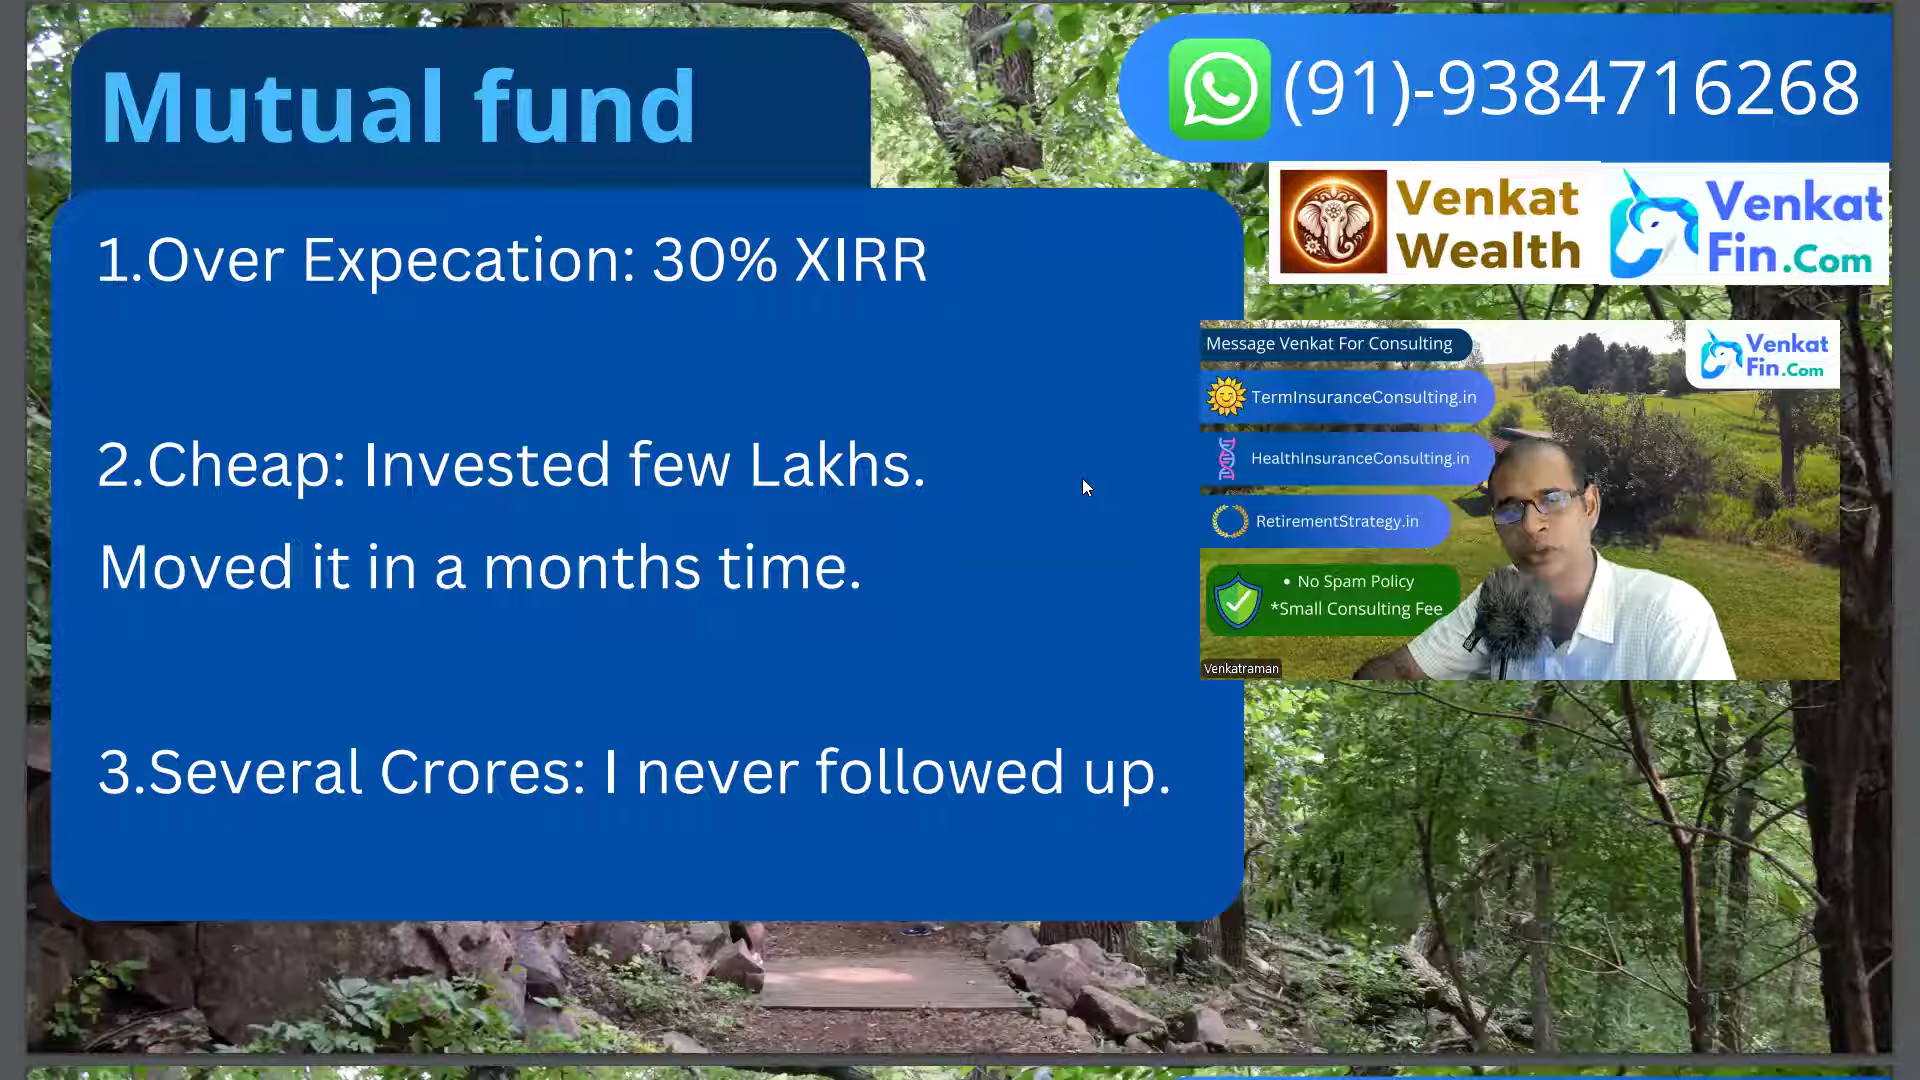 Mutual fund
(91)-9384716268
Venkat
Wealth
Venkat
Fin.Com
1.Over Expecation: 30% XIRR
2.Cheap: Invested few Lakhs.
Moved it in a months time.
3.Several Crores: I never followed up.
Message Venkat For Consulting
Venkat
Fin.Com
TermInsuranceConsulting.in
HealthInsuranceConsulting.in
RetirementStrategy.in
• No Spam Policy
*Small Consulting Fee
Venkatraman